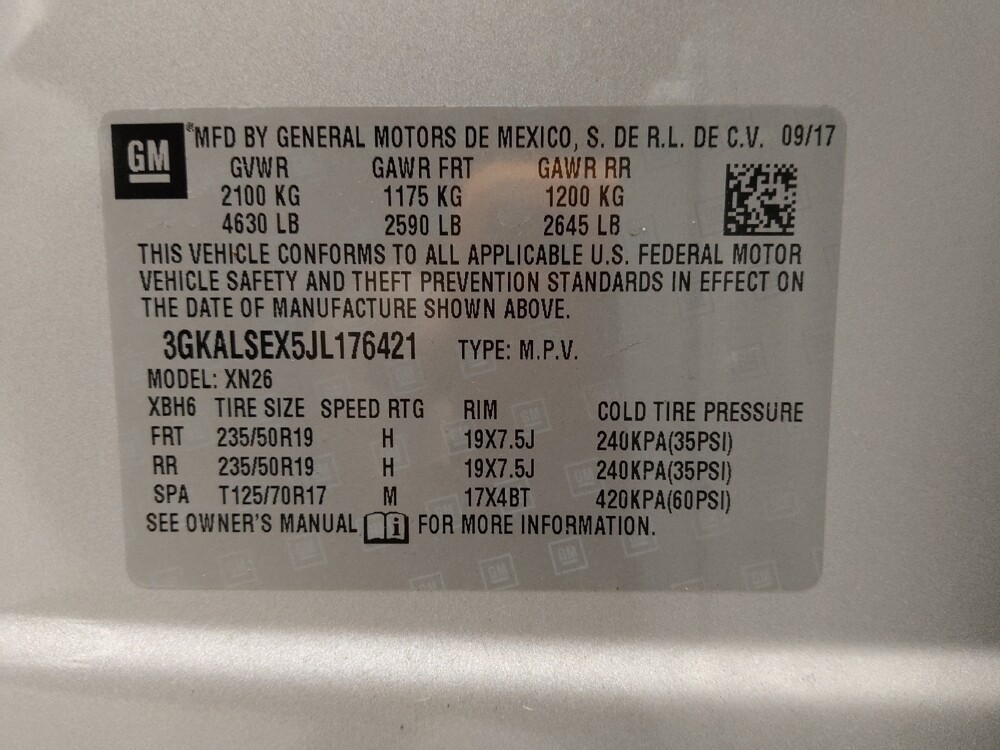 GM
®MFD BY GENERAL MOTORS DE MEXICO, S. DE R.L. DE C.V. 09/17
GVWR GAWR FRT GAWR RR
2100 KG 1175 KG 1200 KG
4630 LB 2590 LB 2645 LB
THIS VEHICLE CONFORMS TO ALL APPLICABLE U.S. FEDERAL MOTOR
VEHICLE SAFETY AND THEFT PREVENTION STANDARDS IN EFFECT ON
THE DATE OF MANUFACTURE SHOWN ABOVE.
3GKALSEX5JL176421 TYPE: M.P.V.
MODEL: XN26
XBH6 TIRE SIZE SPEED RTG RIM COLD TIRE PRESSURE
FRT 235/50R19 H 19X7.5J 240KPA(35PSI)
RR 235/50R19 H 19X7.5J 240KPA(35PSI)
SPA T125/70R17 M 17X4BT 420KPA(60PSI)
SEE OWNER'S MANUAL i FOR MORE INFORMATION.